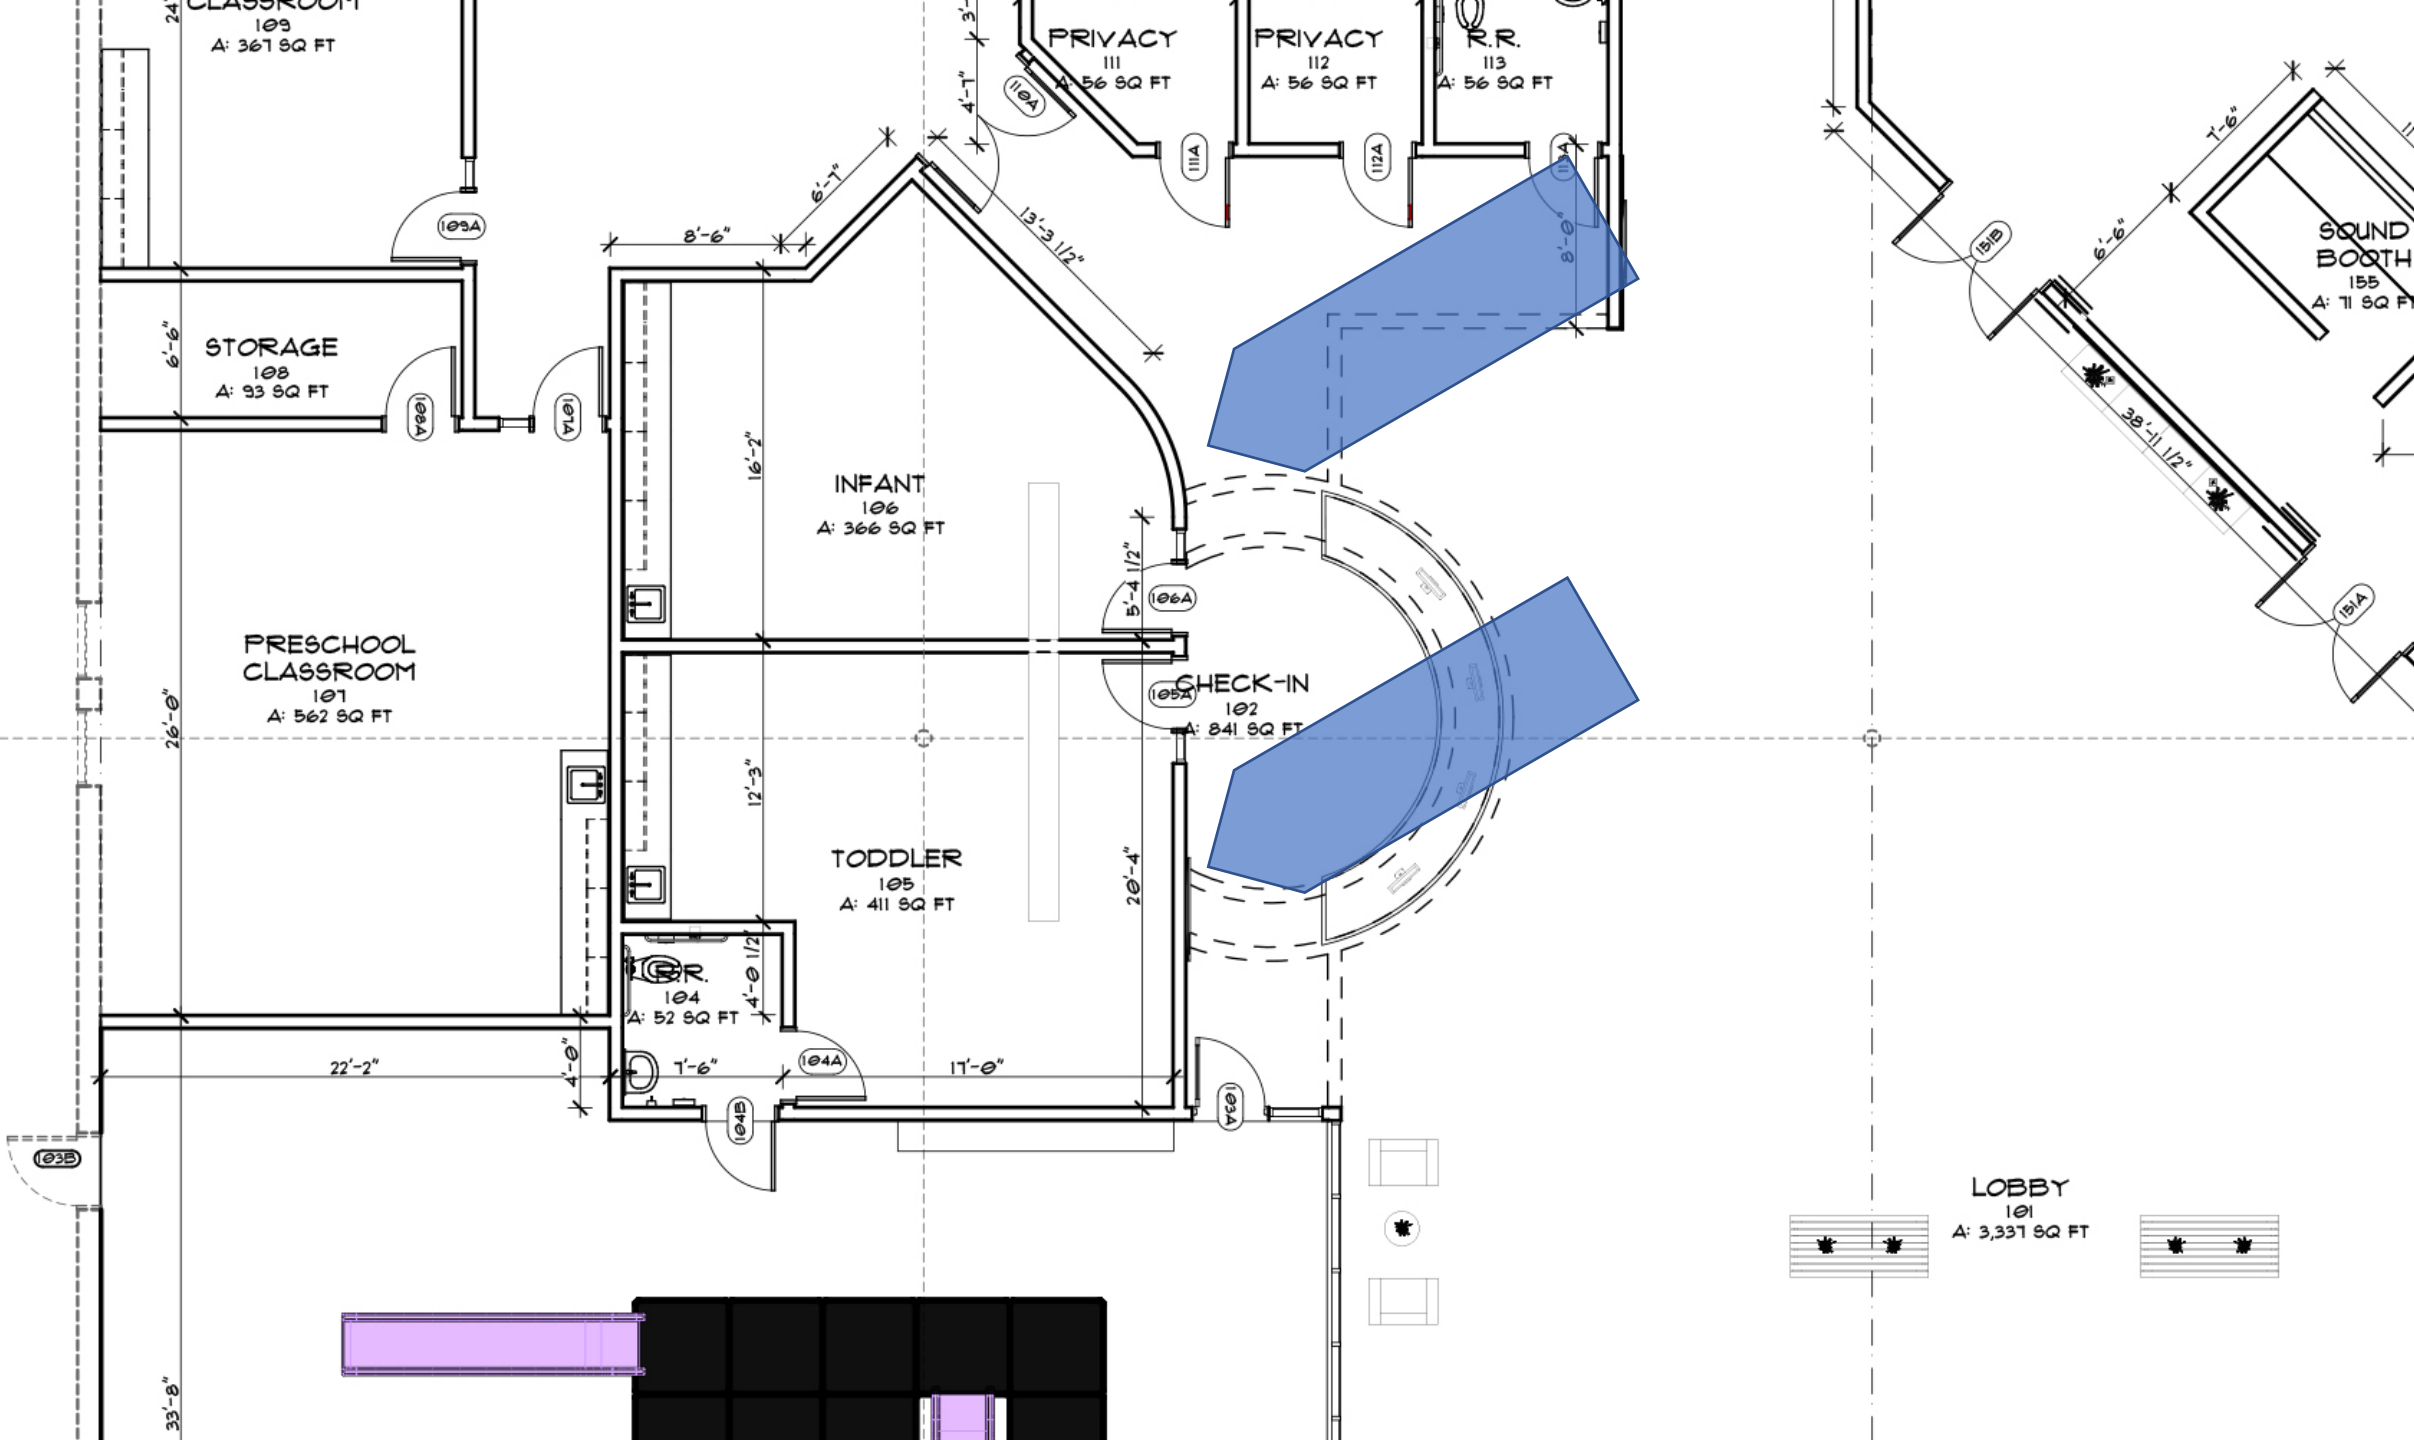 CLASSROOM
109
A: 367 SQ FT
24'
PRIVACY
111
A: 56 SQ FT
PRIVACY
112
A: 56 SQ FT
R.R.
113
A: 56 SQ FT
4'-7"
110A
111A
112A
109A
8'-6"
6'-7"
13'-3 1/2"
8'-0"
151B
7'-6"
6'-6"
SOUND
BOOTH
155
A: 71 SQ FT
STORAGE
108
A: 93 SQ FT
6'-6"
108A
107A
16'-2"
INFANT
106
A: 366 SQ FT
38'-11 1/2"
151A
5'-4 1/2"
106A
PRESCHOOL
CLASSROOM
107
A: 562 SQ FT
26'-0"
105A
CHECK-IN
102
A: 841 SQ FT
12'-3"
TODDLER
105
A: 411 SQ FT
20'-4"
R.R.
104
A: 52 SQ FT
4'-0 1/2"
104A
22'-2"
4'-0"
7'-6"
17'-0"
104B
103A
103B
LOBBY
101
A: 3,337 SQ FT
33'-8"